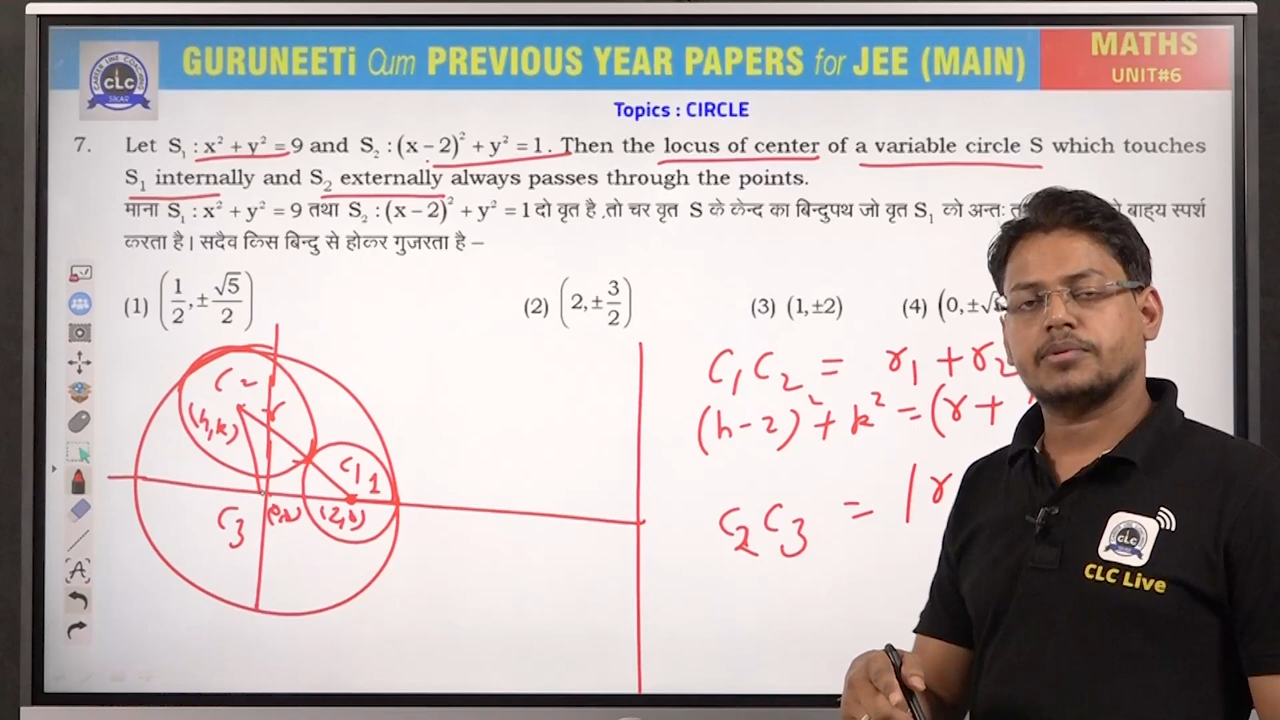 GURUNEETi Cum PREVIOUS YEAR PAPERS for JEE (MAIN)
MATHS
UNIT#6
CLC
SIKAR
Topics : CIRCLE
7. Let S₁ : x² + y² = 9 and S₂ : (x − 2)² + y² = 1. Then the locus of center of a variable circle S which touches
S₁ internally and S₂ externally always passes through the points.
माना S₁ : x² + y² = 9 तथा S₂ : (x − 2)² + y² = 1 दो वृत है ,तो चर वृत S के केन्द का बिन्दुपथ जो वृत S₁ को अन्तः बाह्य स्पर्श
करता है। सदैव किस बिन्दु से होकर गुजरता है –
(1) (1/2, ±√5/2) (2) (2, ±3/2) (3) (1, ±2) (4) (0, ±√
C₁C₂ = r₁ + r₂
(h-2)² + k² = (r +
C₂C₃ = |r
C₂
(h,k)
r
C₁ 1
C₃
(2,0)
CLC
CLC Live